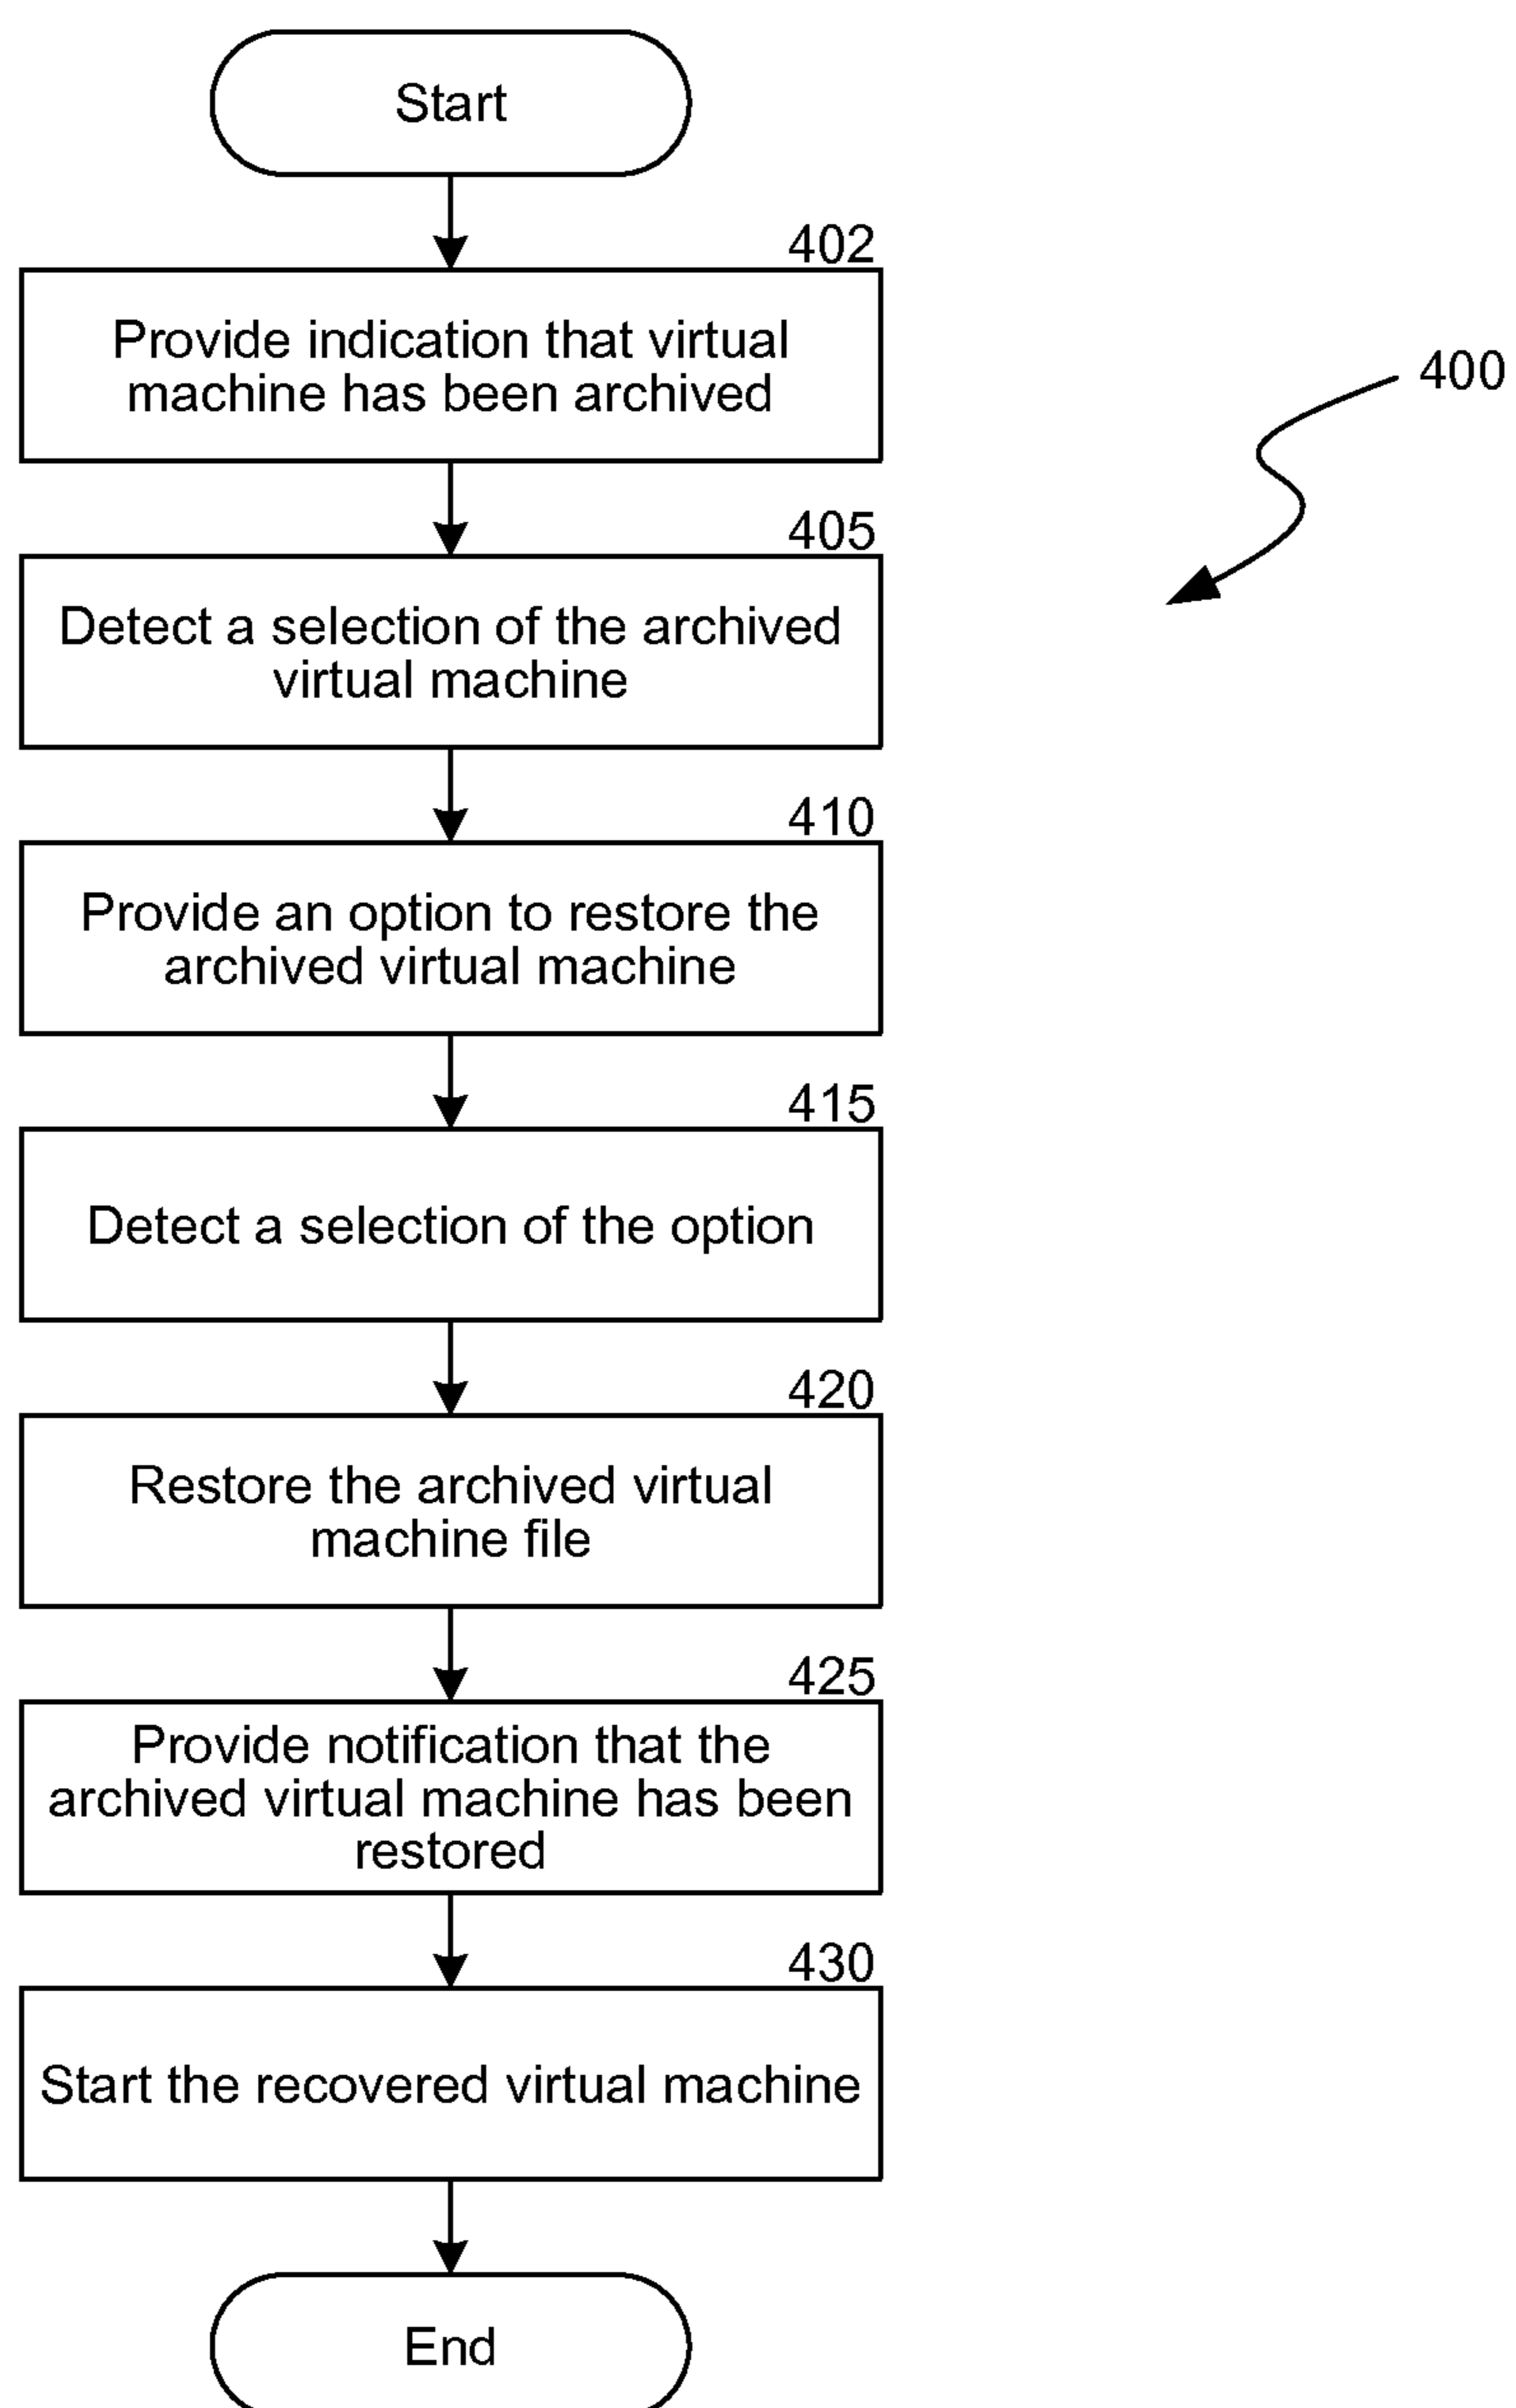 Start
402
Provide indication that virtual
machine has been archived
400
405
Detect a selection of the archived
virtual machine
410
Provide an option to restore the
archived virtual machine
415
Detect a selection of the option
420
Restore the archived virtual
machine file
425
Provide notification that the
archived virtual machine has been
restored
430
Start the recovered virtual machine
End